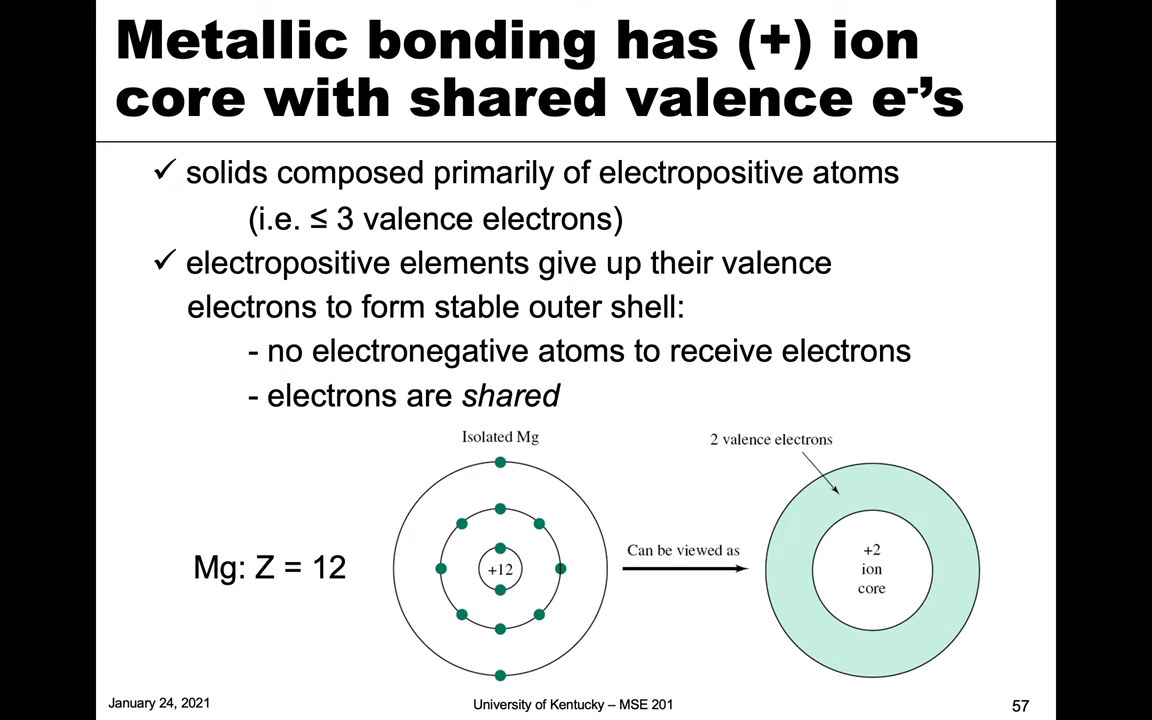 Metallic bonding has (+) ion
core with shared valence e-’s
✓ solids composed primarily of electropositive atoms
(i.e. ≤ 3 valence electrons)
✓ electropositive elements give up their valence
electrons to form stable outer shell:
- no electronegative atoms to receive electrons
- electrons are shared
Isolated Mg
2 valence electrons
Mg: Z = 12
+12
Can be viewed as
+2
ion
core
January 24, 2021
University of Kentucky – MSE 201
57